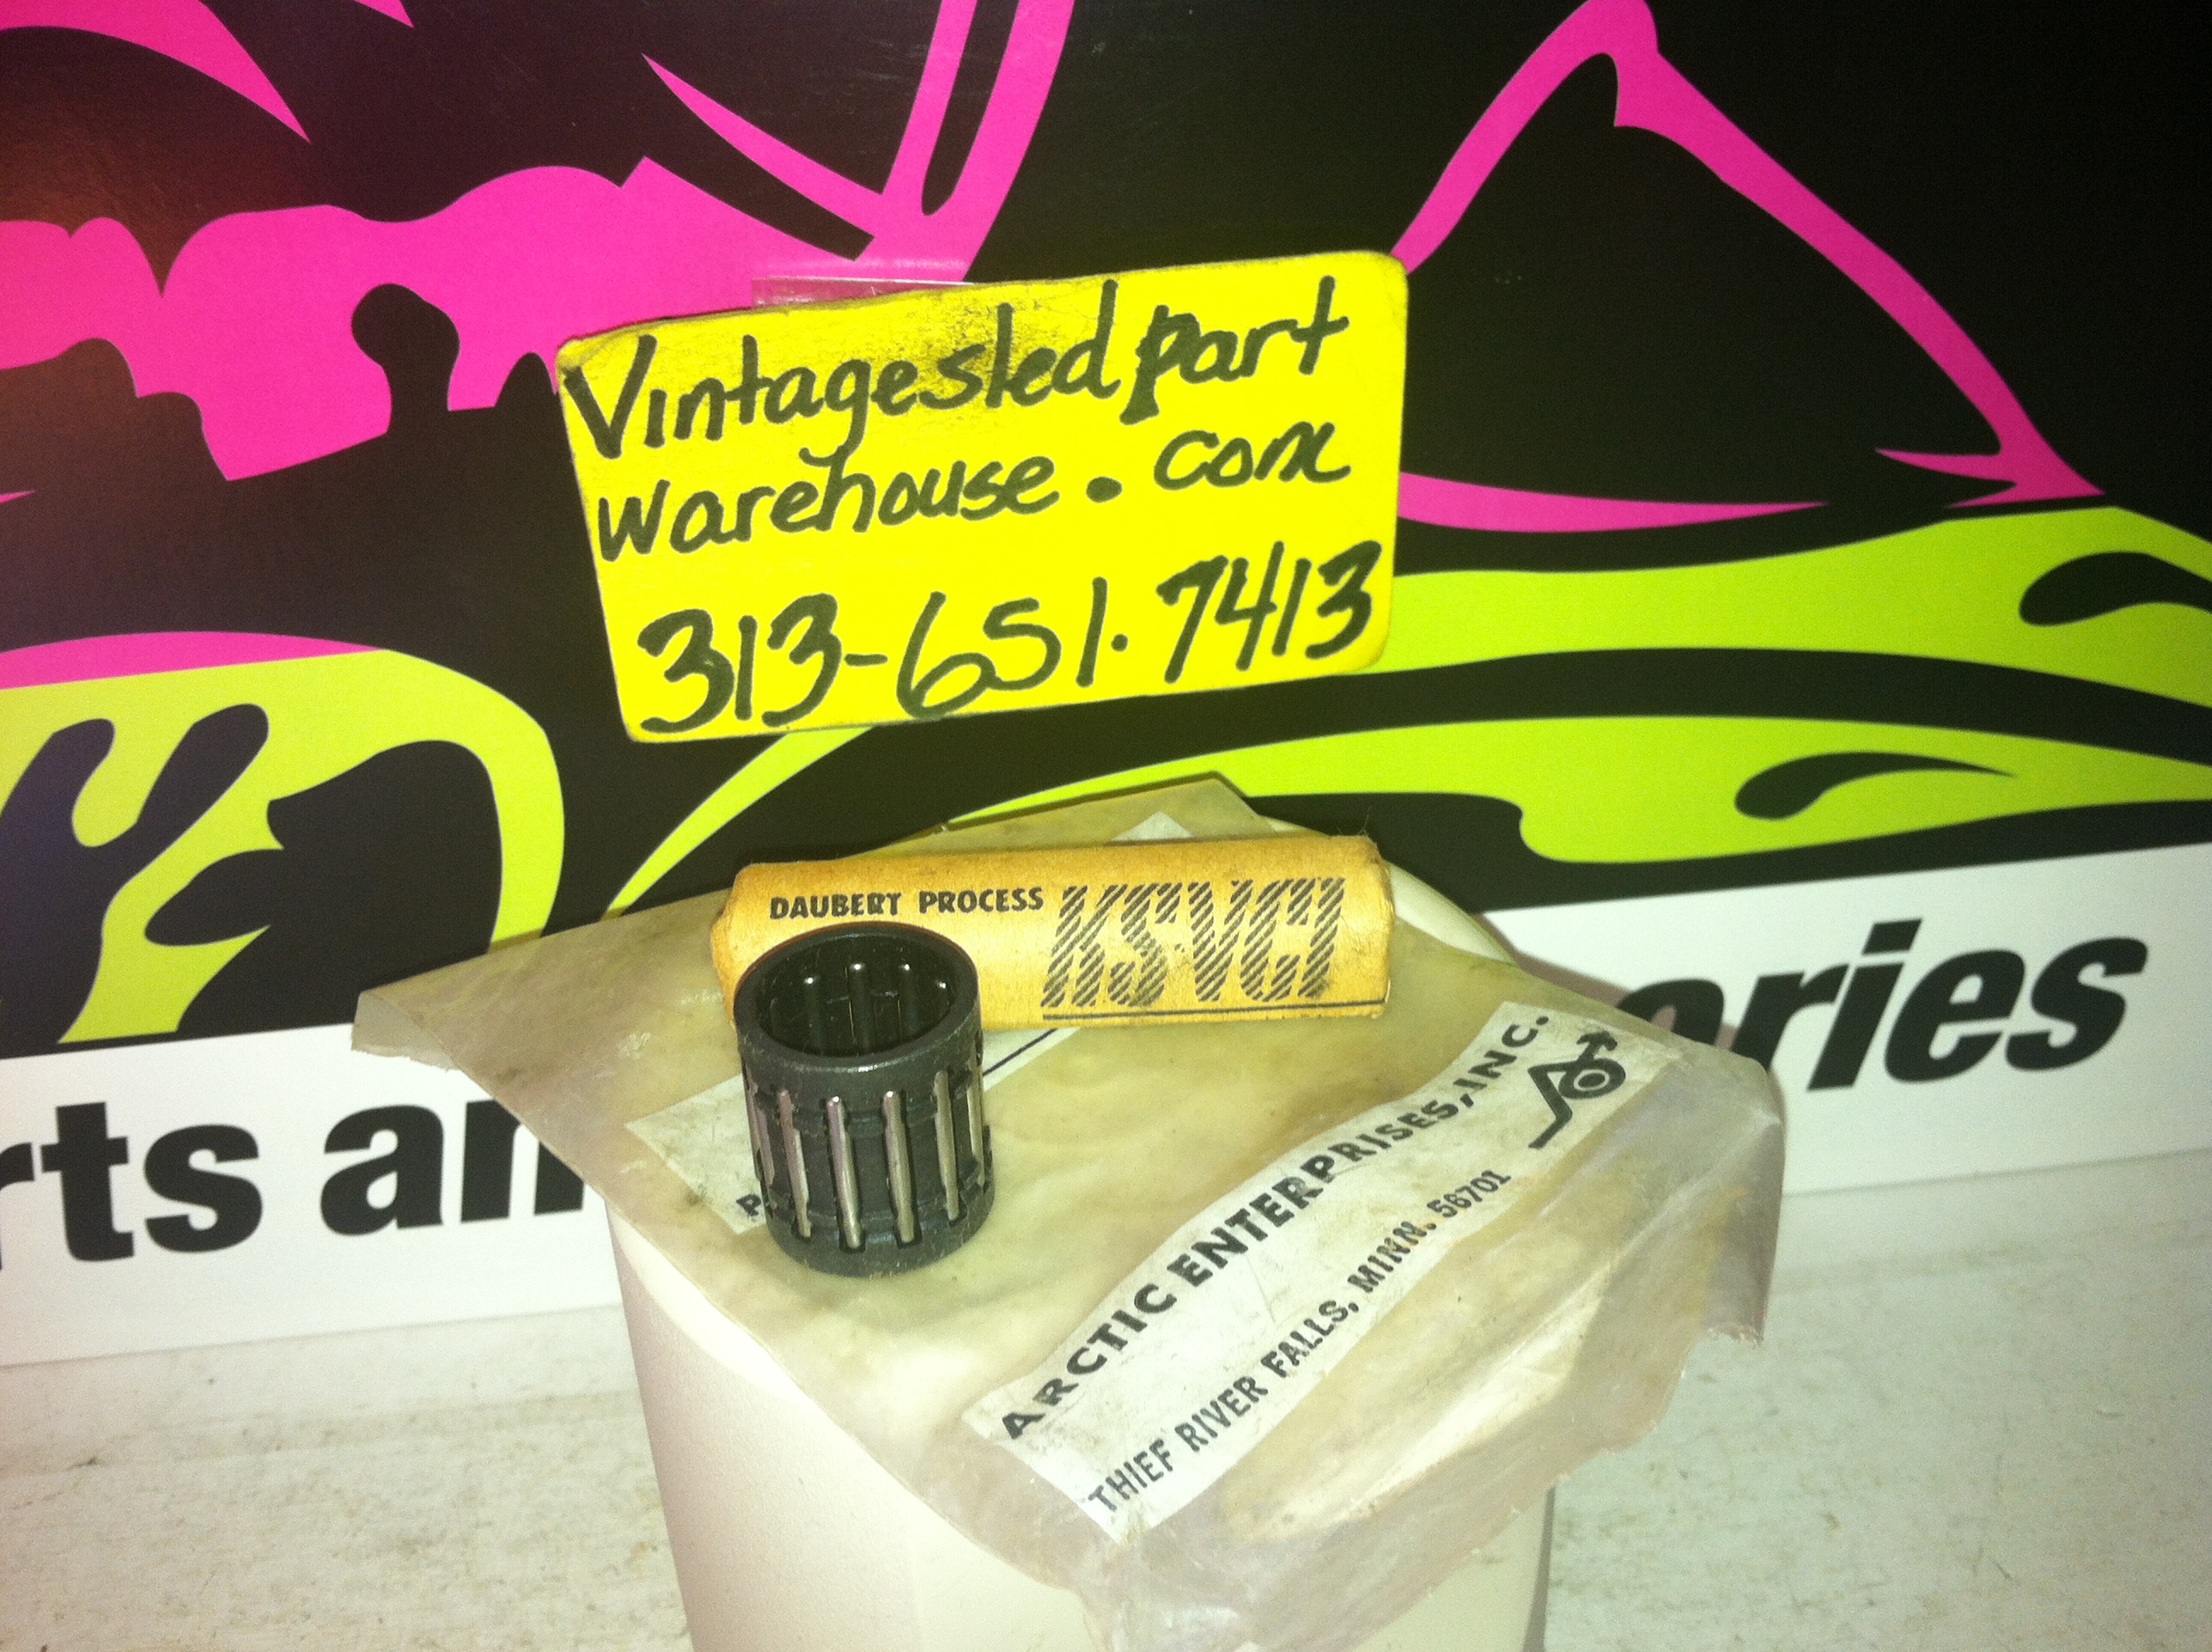 Vintagesledpart
warehouse.com
313-651.7413
DAUBERT PROCESS KSVCI
ARCTIC ENTERPRISES, INC.
THIEF RIVER FALLS, MINN. 56701
rts an
ories